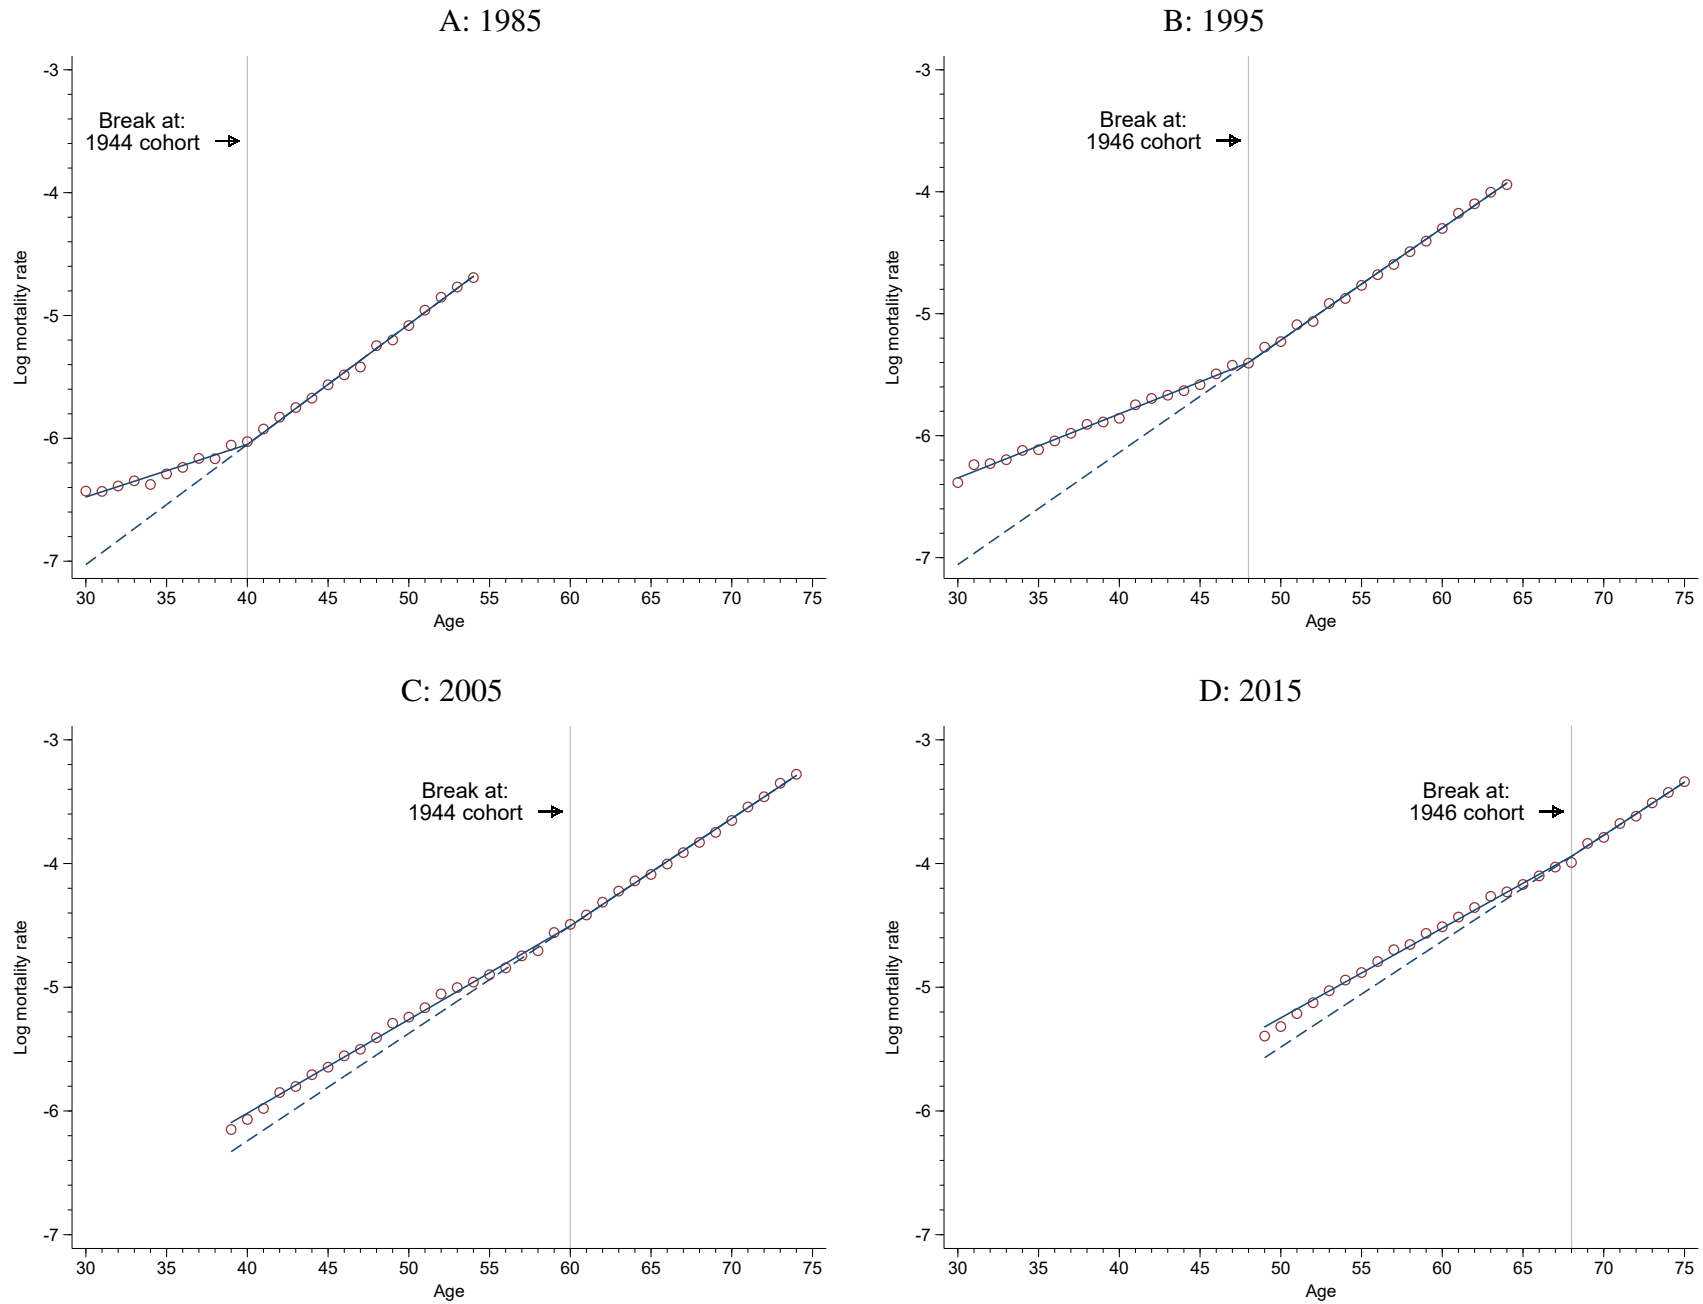 A: 1985
-3
-4
-5
-6
-7
Log mortality rate
Break at:
1944 cohort
30 35 40 45 50 55 60 65 70 75
Age
B: 1995
-3
-4
-5
-6
-7
Log mortality rate
Break at:
1946 cohort
30 35 40 45 50 55 60 65 70 75
Age
C: 2005
-3
-4
-5
-6
-7
Log mortality rate
Break at:
1944 cohort
30 35 40 45 50 55 60 65 70 75
Age
D: 2015
-3
-4
-5
-6
-7
Log mortality rate
Break at:
1946 cohort
30 35 40 45 50 55 60 65 70 75
Age